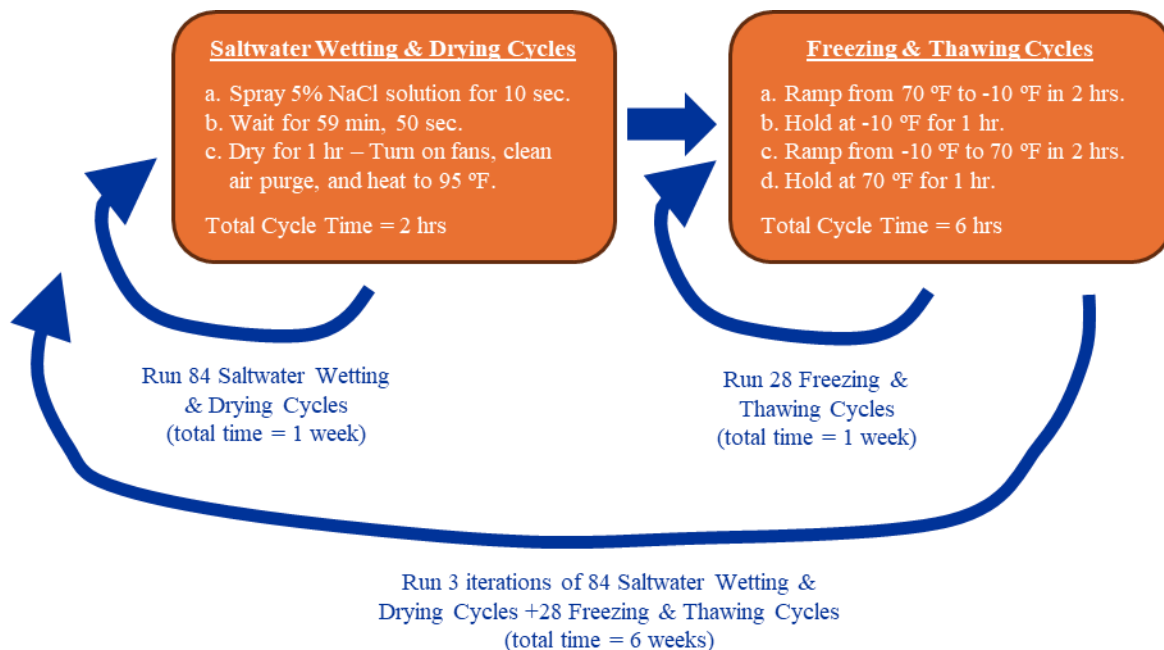 Saltwater Wetting & Drying Cycles
a. Spray 5% NaCl solution for 10 sec.
b. Wait for 59 min, 50 sec.
c. Dry for 1 hr – Turn on fans, clean
air purge, and heat to 95 ºF.
Total Cycle Time = 2 hrs
Freezing & Thawing Cycles
a. Ramp from 70 ºF to -10 ºF in 2 hrs.
b. Hold at -10 ºF for 1 hr.
c. Ramp from -10 ºF to 70 ºF in 2 hrs.
d. Hold at 70 ºF for 1 hr.
Total Cycle Time = 6 hrs
Run 84 Saltwater Wetting
& Drying Cycles
(total time = 1 week)
Run 28 Freezing &
Thawing Cycles
(total time = 1 week)
Run 3 iterations of 84 Saltwater Wetting &
Drying Cycles +28 Freezing & Thawing Cycles
(total time = 6 weeks)